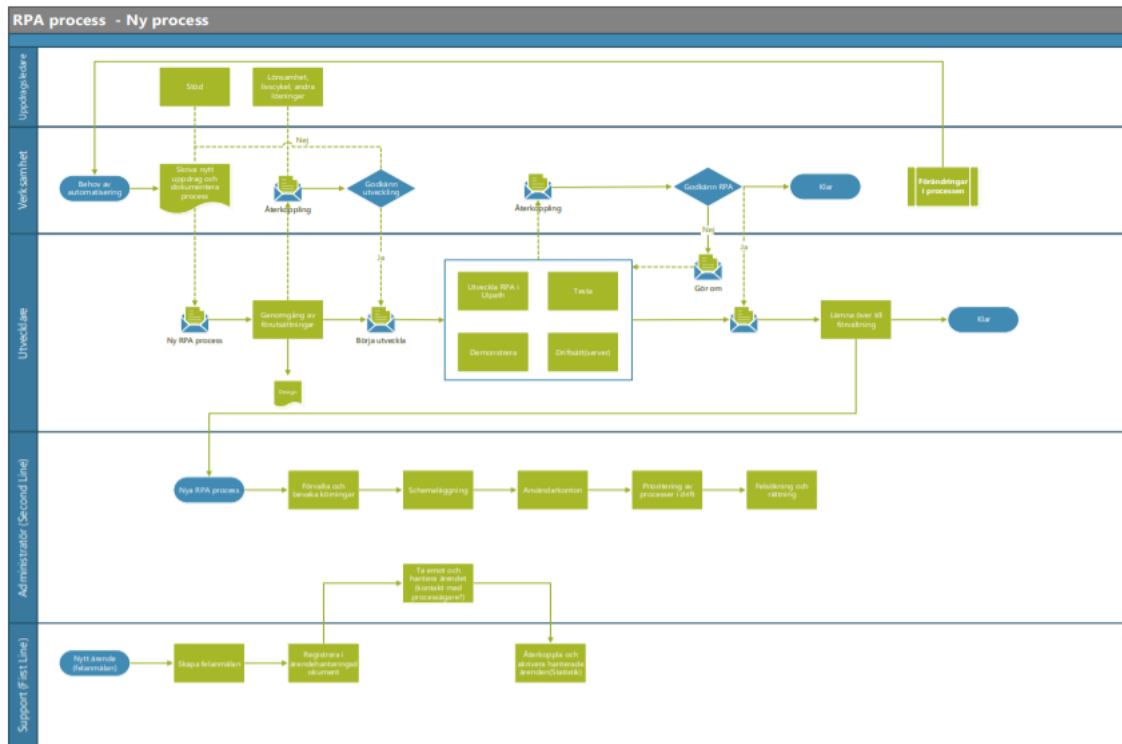 RPA process - Ny process
Uppdragsledare
Stöd
Lönsamhet,
livscykel, andra
lösningar
Verksamhet
Nej
Behov av
automatisering
Skriva nytt
uppdrag och
dokumentera
process
Återkoppling
Godkänn
utveckling
Återkoppling
Godkänn RPA
Klar
Förändringar
i processen
Utvecklare
Ja
Nej
Ja
Gör om
Utveckla RPA i
Uipath
Testa
Ny RPA process
Genomgång av
förutsättningar
Börja utveckla
Demonstrera
Driftsätt(server)
Lämna över till
förvaltning
Klar
Design
Administratör (Second Line)
Nya RPA process
Förvalta och
bevaka körningar
Schemaläggning
Användarkonton
Prioritering av
processer i drift
Felsökning och
rättning
Ta emot och
hantera ärendet
(kontakt med
processägare?)
Support (First Line)
Nytt ärende
(felanmälan)
Skapa felanmälan
Registrera i
ärendehanteringsd
okument
Återkoppla och
akrivera hanterade
ärenden(Statistik)